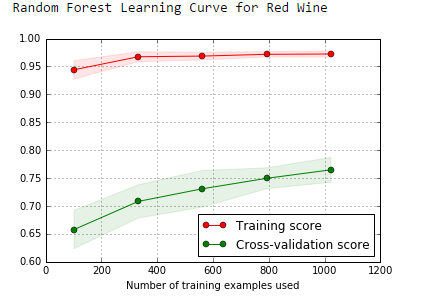 Random Forest Learning Curve for Red Wine
1.00
0.95
0.90
0.85
0.80
0.75
0.70
0.65
0.60
Training score
Cross-validation score
0 200 400 600 800 1000 1200
Number of training examples used